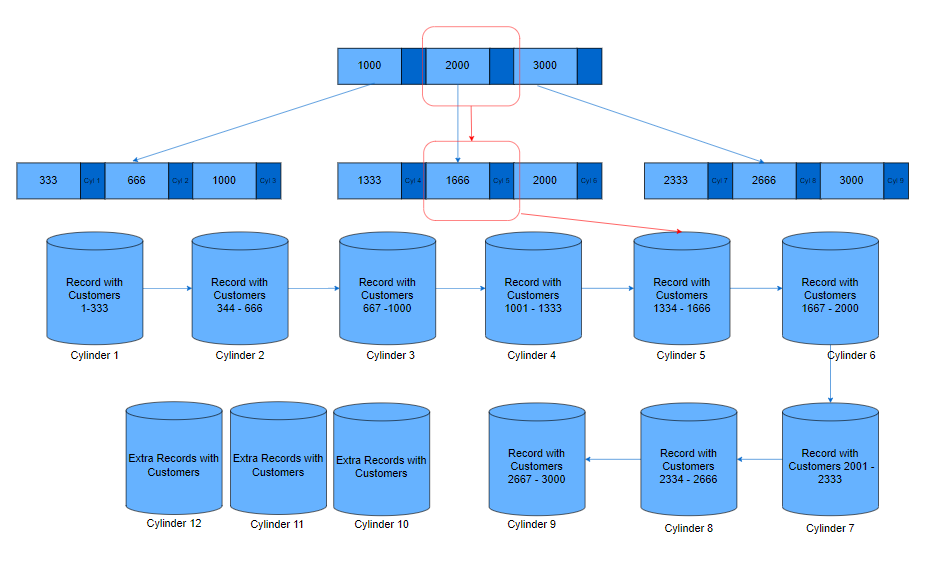 1000 2000 3000
333 Cyl 1 666 Cyl 2 1000 Cyl 3 1333 Cyl 4 1666 Cyl 5 2000 Cyl 6 2333 Cyl 7 2666 Cyl 8 3000 Cyl 9
Record with
Customers
1-333
Cylinder 1
Record with
Customers
344 - 666
Cylinder 2
Record with
Customers
667 -1000
Cylinder 3
Record with
Customers
1001 - 1333
Cylinder 4
Record with
Customers
1334 - 1666
Cylinder 5
Record with
Customers
1667 - 2000
Cylinder 6
Extra Records with
Customers
Cylinder 12
Extra Records with
Customers
Cylinder 11
Extra Records with
Customers
Cylinder 10
Record with
Customers
2667 - 3000
Cylinder 9
Record with
Customers
2334 - 2666
Cylinder 8
Record with
Customers 2001 -
2333
Cylinder 7